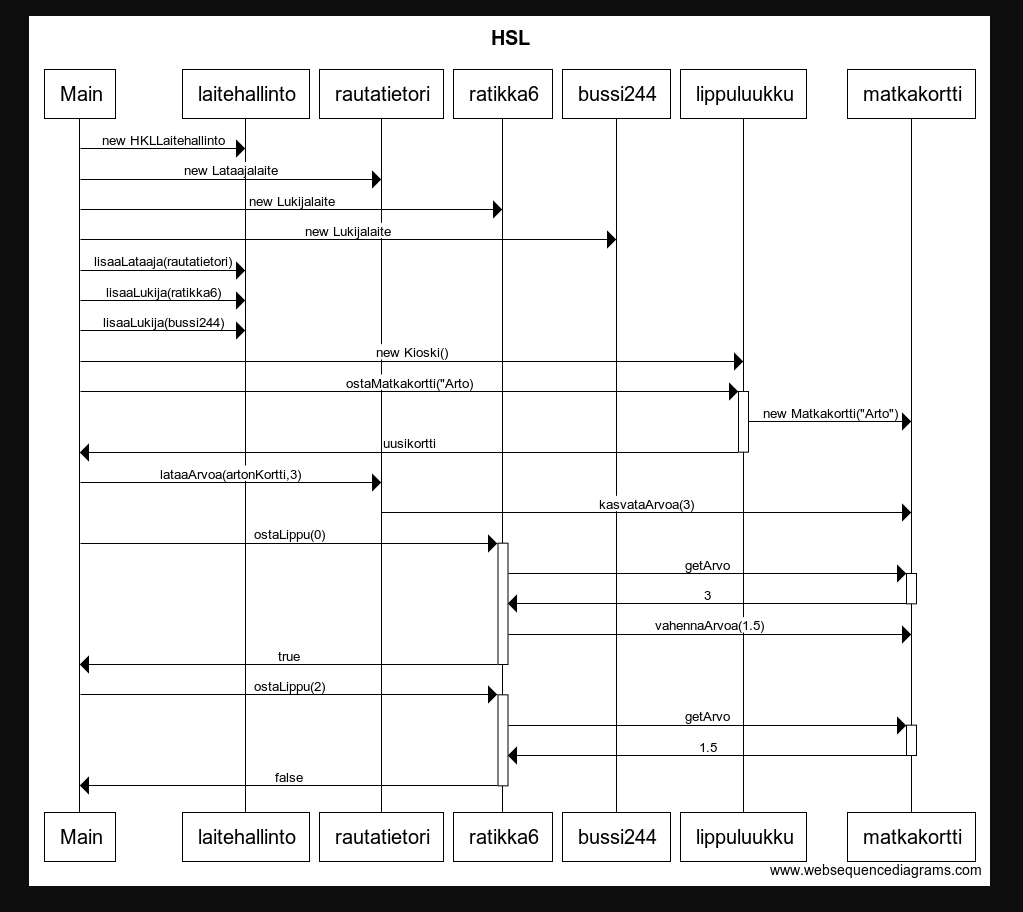 HSL
Main laitehallinto rautatietori ratikka6 bussi244 lippuluukku matkakortti
new HKLLaitehallinto
new Lataajalaite
new Lukijalaite
new Lukijalaite
lisaaLataaja(rautatietori)
lisaaLukija(ratikka6)
lisaaLukija(bussi244)
new Kioski()
ostaMatkakortti("Arto)
new Matkakortti("Arto")
uusikortti
lataaArvoa(artonKortti,3)
kasvataArvoa(3)
ostaLippu(0)
getArvo
3
vahennaArvoa(1.5)
true
ostaLippu(2)
getArvo
1.5
false
Main laitehallinto rautatietori ratikka6 bussi244 lippuluukku matkakortti
www.websequencediagrams.com